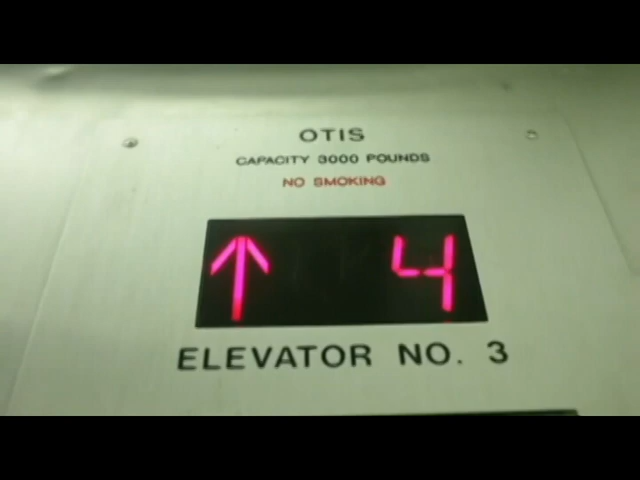 OTIS
CAPACITY 3000 POUNDS
NO SMOKING
↑ 4
ELEVATOR NO. 3